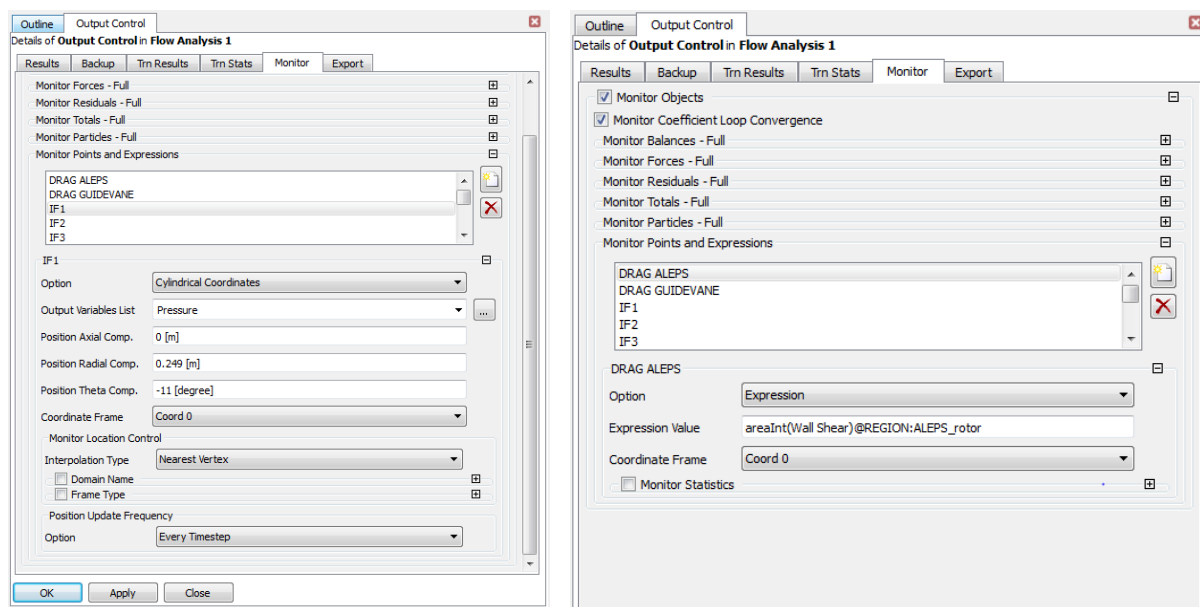 Outline Output Control
Details of Output Control in Flow Analysis 1
Results Backup Trn Results Trn Stats Monitor Export
Monitor Forces - Full
Monitor Residuals - Full
Monitor Totals - Full
Monitor Particles - Full
Monitor Points and Expressions
DRAG ALEPS
DRAG GUIDEVANE
IF1
IF2
IF3
IF1
Option Cylindrical Coordinates
Output Variables List Pressure ...
Position Axial Comp. 0 [m]
Position Radial Comp. 0.249 [m]
Position Theta Comp. -11 [degree]
Coordinate Frame Coord 0
Monitor Location Control
Interpolation Type Nearest Vertex
Domain Name
Frame Type
Position Update Frequency
Option Every Timestep
OK Apply Close
Outline Output Control
Details of Output Control in Flow Analysis 1
Results Backup Trn Results Trn Stats Monitor Export
Monitor Objects
Monitor Coefficient Loop Convergence
Monitor Balances - Full
Monitor Forces - Full
Monitor Residuals - Full
Monitor Totals - Full
Monitor Particles - Full
Monitor Points and Expressions
DRAG ALEPS
DRAG GUIDEVANE
IF1
IF2
IF3
DRAG ALEPS
Option Expression
Expression Value areaInt(Wall Shear)@REGION:ALEPS_rotor
Coordinate Frame Coord 0
Monitor Statistics